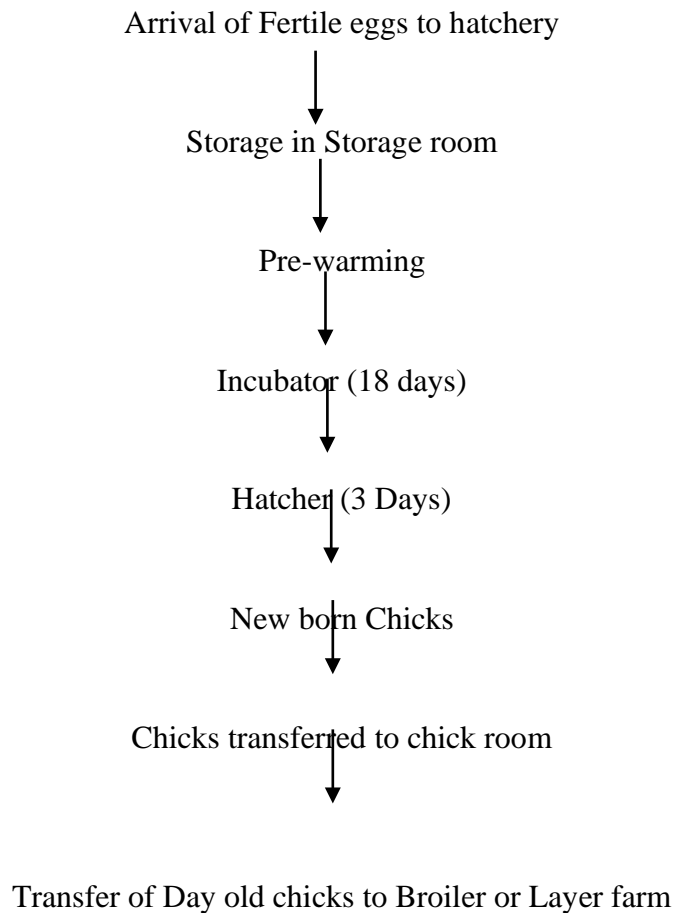 Arrival of Fertile eggs to hatchery
Storage in Storage room
Pre-warming
Incubator (18 days)
Hatcher (3 Days)
New born Chicks
Chicks transferred to chick room
Transfer of Day old chicks to Broiler or Layer farm